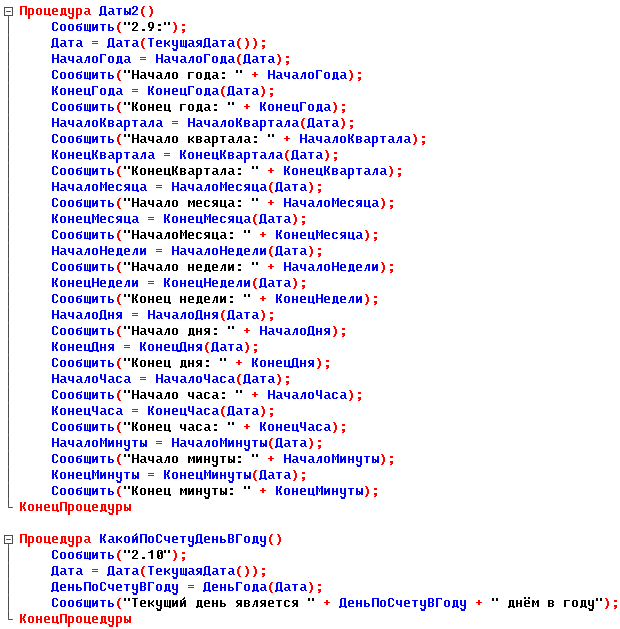 Процедура Даты2()
Сообщить("2.9:");
Дата = Дата(ТекущаяДата());
НачалоГода = НачалоГода(Дата);
Сообщить("Начало года: " + НачалоГода);
КонецГода = КонецГода(Дата);
Сообщить("Конец года: " + КонецГода);
НачалоКвартала = НачалоКвартала(Дата);
Сообщить("Начало квартала: " + НачалоКвартала);
КонецКвартала = КонецКвартала(Дата);
Сообщить("КонецКвартала: " + КонецКвартала);
НачалоМесяца = НачалоМесяца(Дата);
Сообщить("Начало месяца: " + НачалоМесяца);
КонецМесяца = КонецМесяца(Дата);
Сообщить("НачалоМесяца: " + КонецМесяца);
НачалоНедели = НачалоНедели(Дата);
Сообщить("Начало недели: " + НачалоНедели);
КонецНедели = КонецНедели(Дата);
Сообщить("Конец недели: " + КонецНедели);
НачалоДня = НачалоДня(Дата);
Сообщить("Начало дня: " + НачалоДня);
КонецДня = КонецДня(Дата);
Сообщить("Конец дня: " + КонецДня);
НачалоЧаса = НачалоЧаса(Дата);
Сообщить("Начало часа: " + НачалоЧаса);
КонецЧаса = КонецЧаса(Дата);
Сообщить("Конец часа: " + КонецЧаса);
НачалоМинуты = НачалоМинуты(Дата);
Сообщить("Начало минуты: " + НачалоМинуты);
КонецМинуты = КонецМинуты(Дата);
Сообщить("Конец минуты: " + КонецМинуты);
КонецПроцедуры
Процедура КакойПоСчетуДеньВГоду()
Сообщить("2.10");
Дата = Дата(ТекущаяДата());
ДеньПоСчетуВГоду = ДеньГода(Дата);
Сообщить("Текущий день является " + ДеньПоСчетуВГоду + " днём в году");
КонецПроцедуры